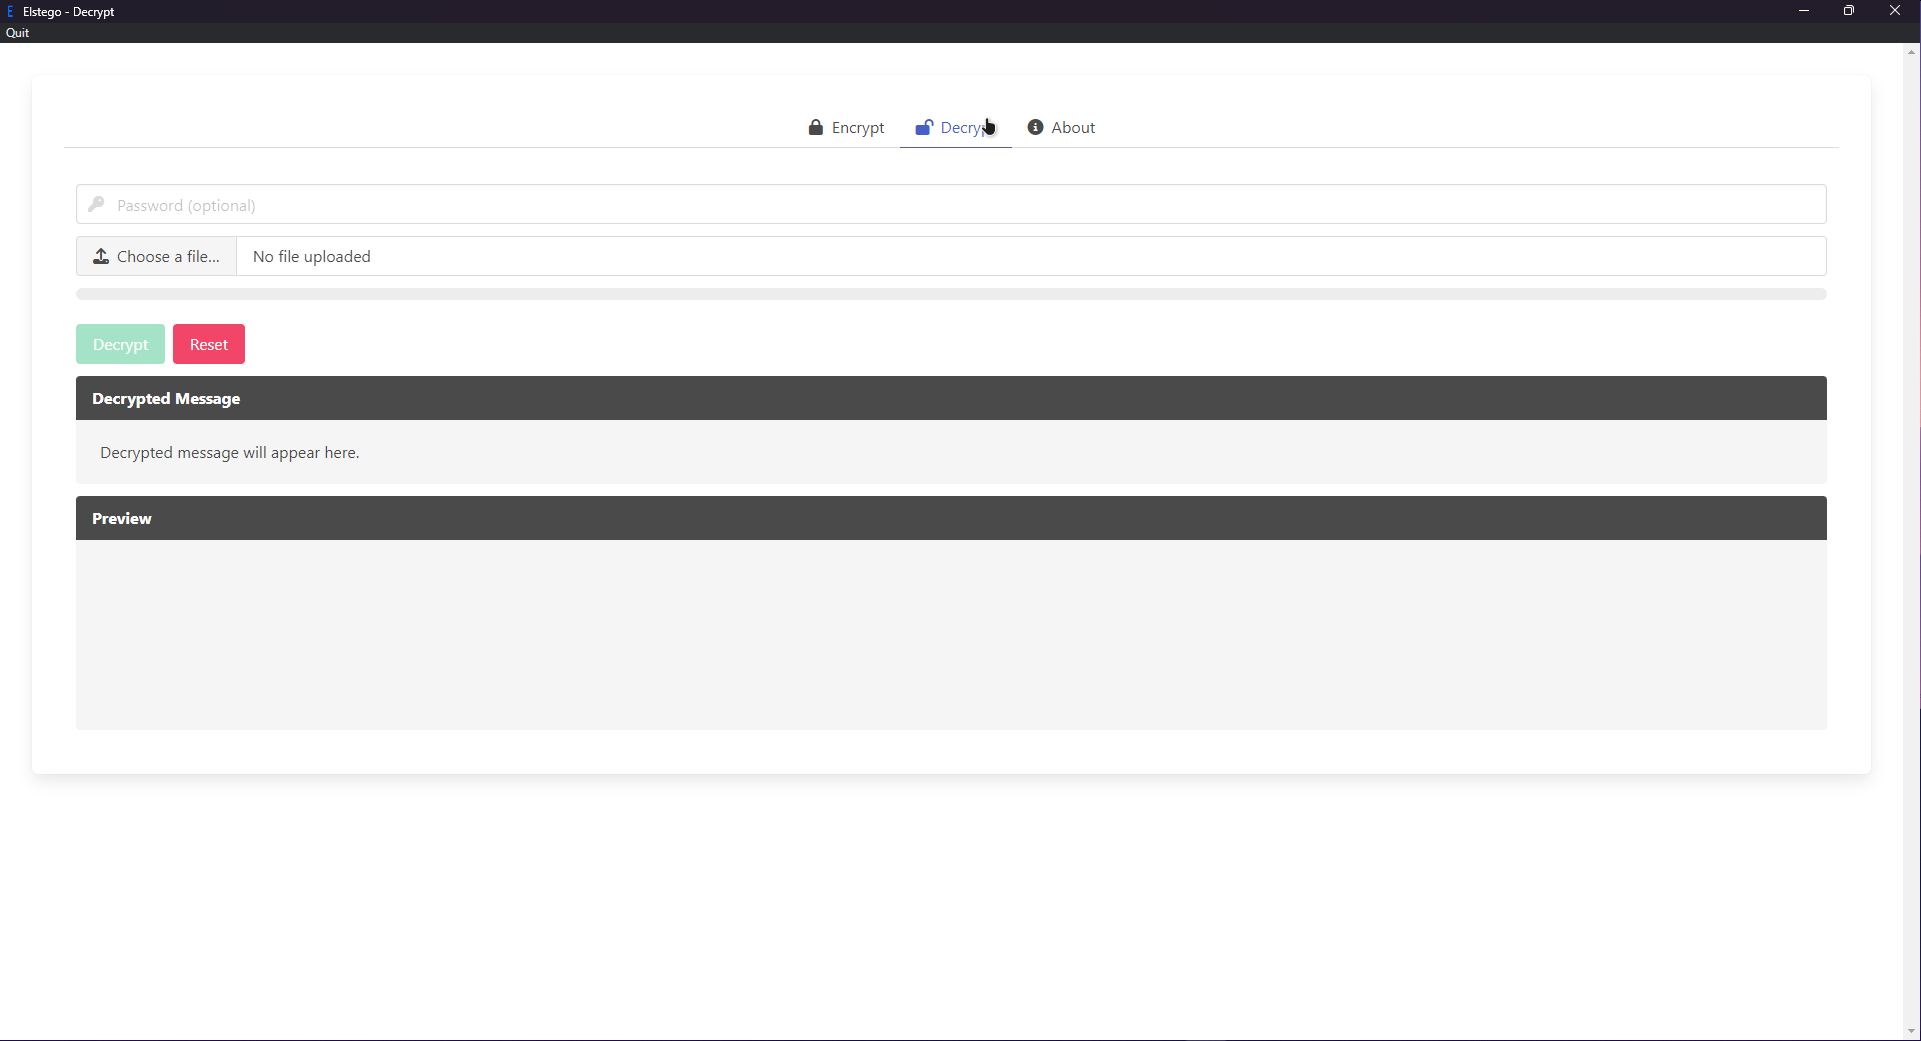 E Elstego - Decrypt
Quit
Encrypt Decrypt About
Password (optional)
Choose a file... No file uploaded
Decrypt Reset
Decrypted Message
Decrypted message will appear here.
Preview